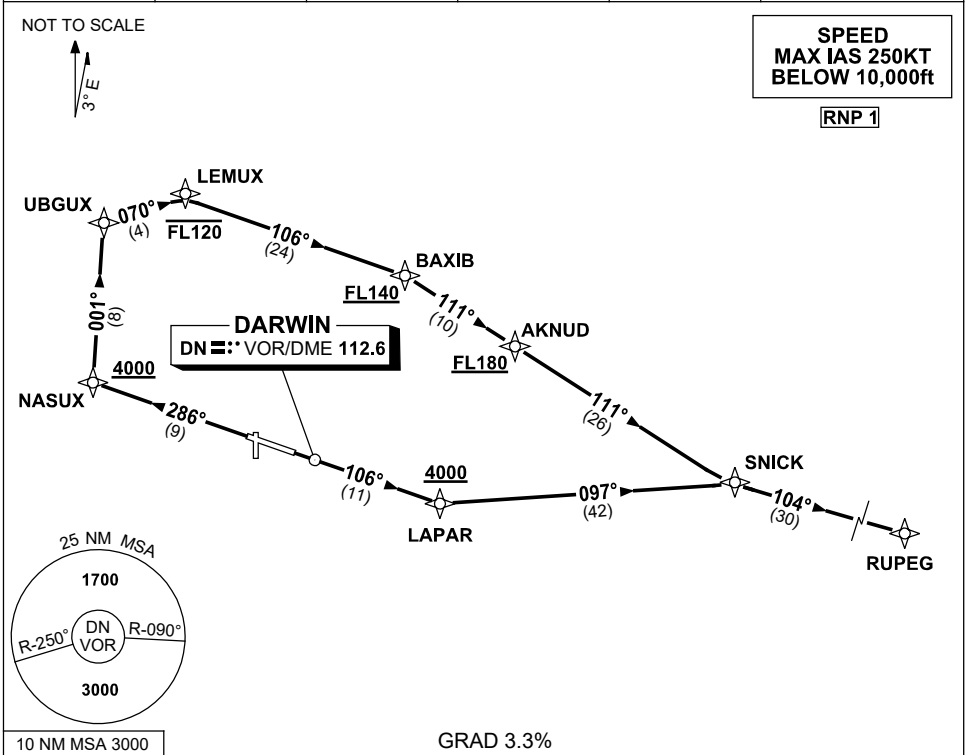 NOT TO SCALE
3° E
SPEED
MAX IAS 250KT
BELOW 10,000ft
RNP 1
LEMUX
UBGUX
070°
(4)
FL120
106°
(24)
BAXIB
FL140
111°
(10)
AKNUD
FL180
001°
(8)
DARWIN
DN VOR/DME 112.6
4000
NASUX
286°
(9)
111°
(26)
106°
(11)
4000
LAPAR
097°
(42)
SNICK
104°
(30)
RUPEG
25 NM MSA
1700
R-250°
DN
VOR
R-090°
3000
10 NM MSA 3000
GRAD 3.3%